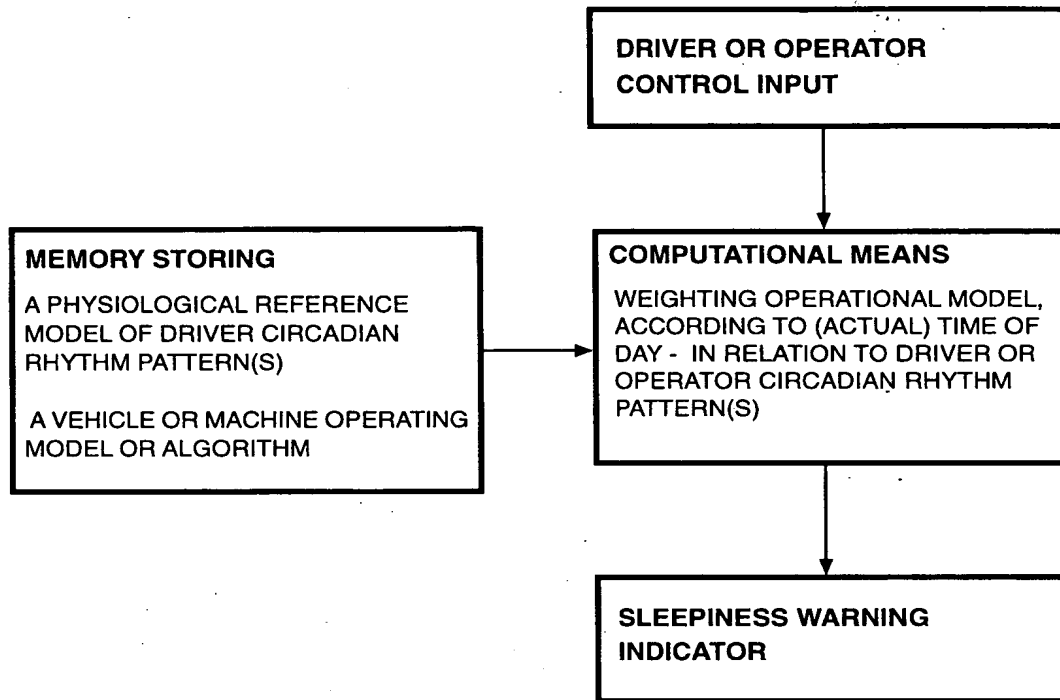 DRIVER OR OPERATOR
CONTROL INPUT
MEMORY STORING
A PHYSIOLOGICAL REFERENCE
MODEL OF DRIVER CIRCADIAN
RHYTHM PATTERN(S)
A VEHICLE OR MACHINE OPERATING
MODEL OR ALGORITHM
COMPUTATIONAL MEANS
WEIGHTING OPERATIONAL MODEL,
ACCORDING TO (ACTUAL) TIME OF
DAY - IN RELATION TO DRIVER OR
OPERATOR CIRCADIAN RHYTHM
PATTERN(S)
SLEEPINESS WARNING
INDICATOR